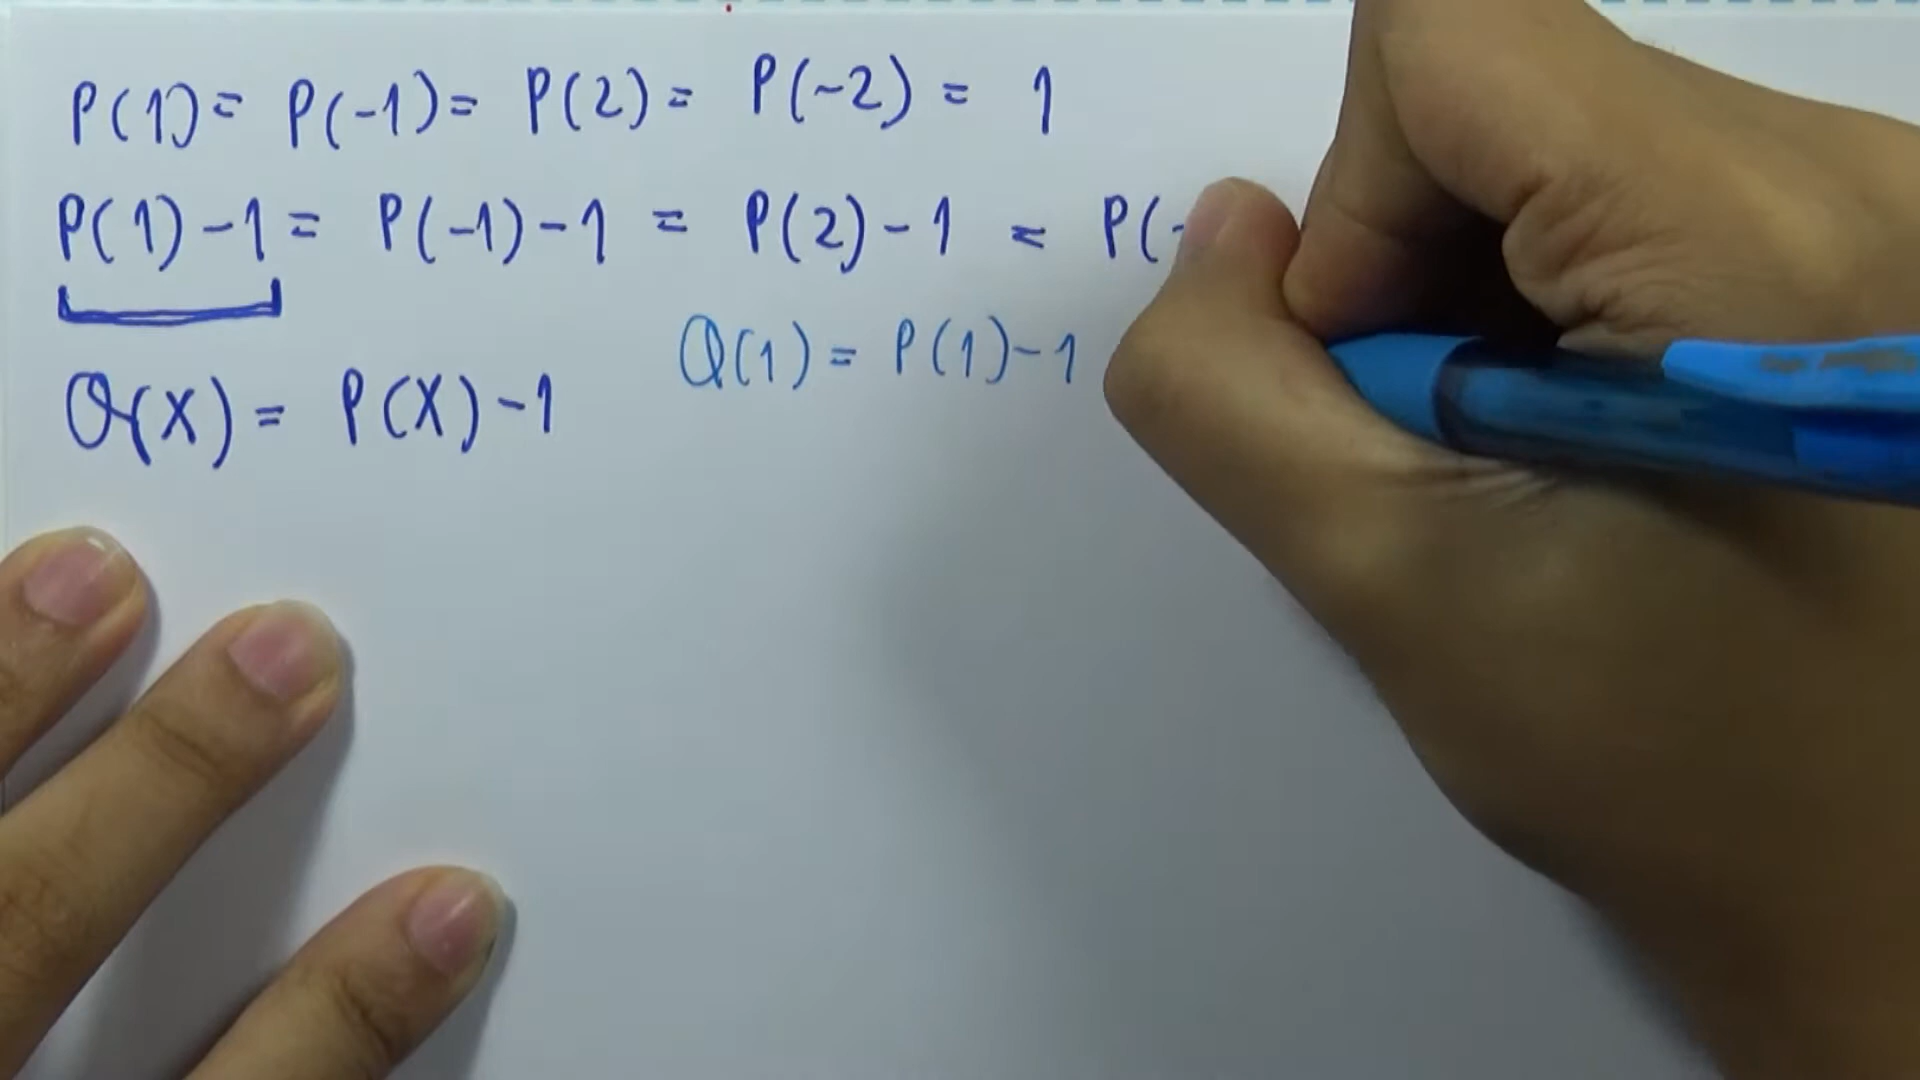 P(1) = P(-1) = P(2) = P(-2) = 1
P(1)-1 = P(-1)-1 = P(2)-1 = P(-
Q(1) = P(1)-1
Q(X) = P(X)-1